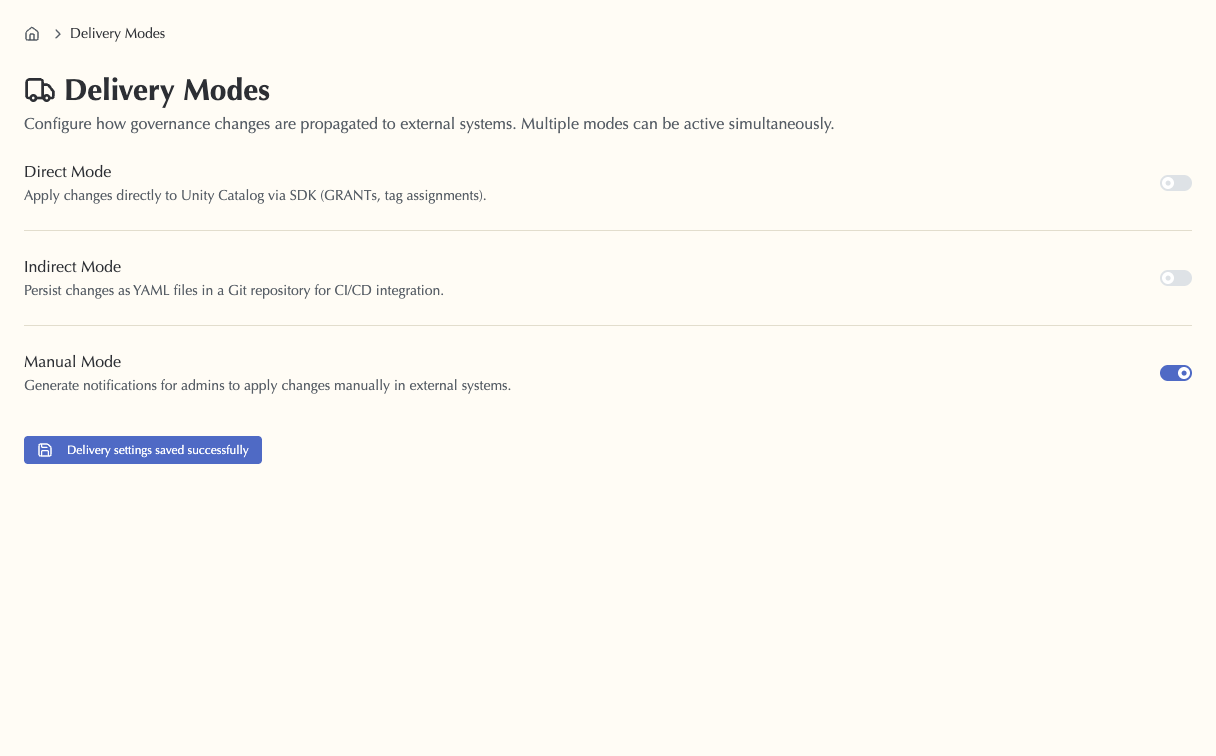 Delivery Modes
Delivery Modes
Configure how governance changes are propagated to external systems. Multiple modes can be active simultaneously.
Direct Mode
Apply changes directly to Unity Catalog via SDK (GRANTs, tag assignments).
Indirect Mode
Persist changes as YAML files in a Git repository for CI/CD integration.
Manual Mode
Generate notifications for admins to apply changes manually in external systems.
Delivery settings saved successfully